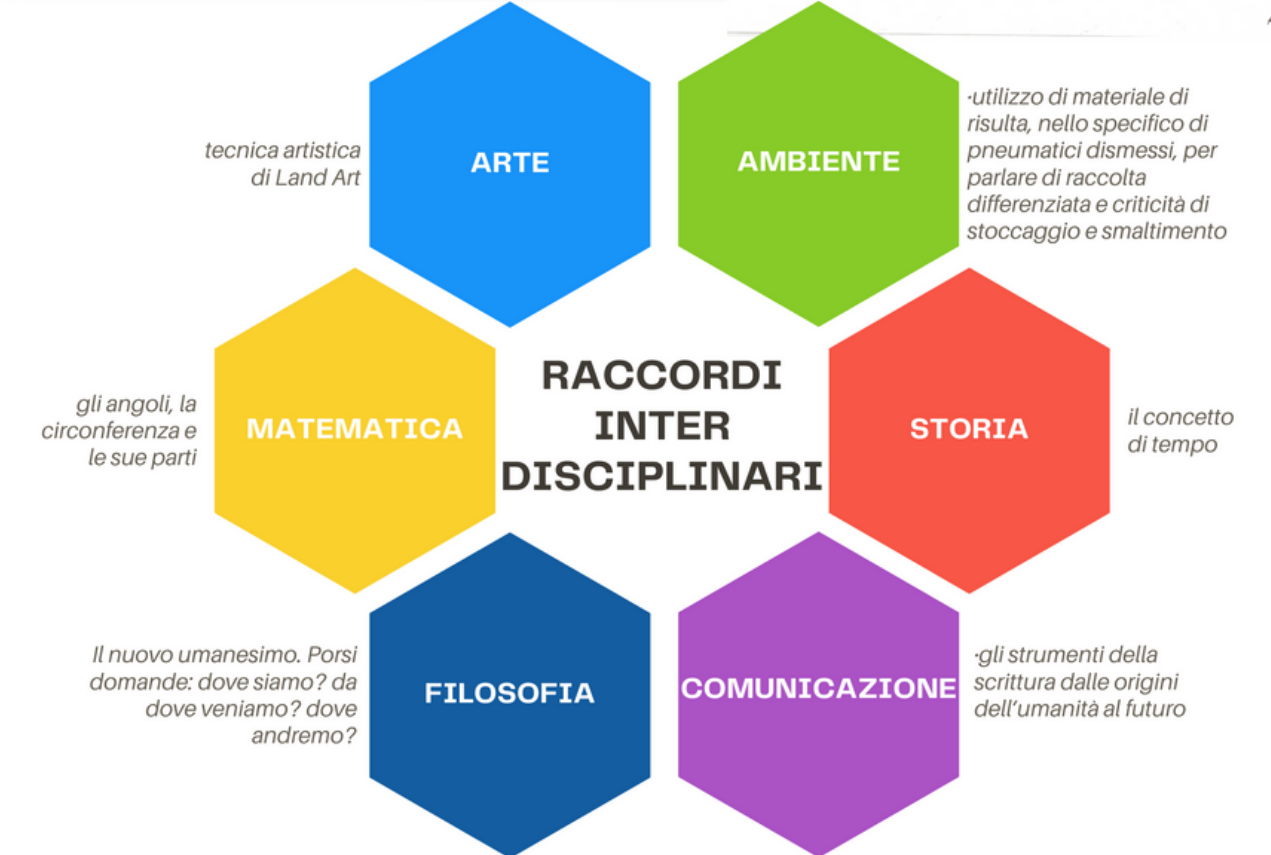 RACCORDI
INTER
DISCIPLINARI
ARTE
tecnica artistica
di Land Art
AMBIENTE
·utilizzo di materiale di
risulta, nello specifico di
pneumatici dismessi, per
parlare di raccolta
differenziata e criticità di
stoccaggio e smaltimento
MATEMATICA
gli angoli, la
circonferenza e
le sue parti
STORIA
il concetto
di tempo
FILOSOFIA
Il nuovo umanesimo. Porsi
domande: dove siamo? da
dove veniamo? dove
andremo?
COMUNICAZIONE
·gli strumenti della
scrittura dalle origini
dell'umanità al futuro